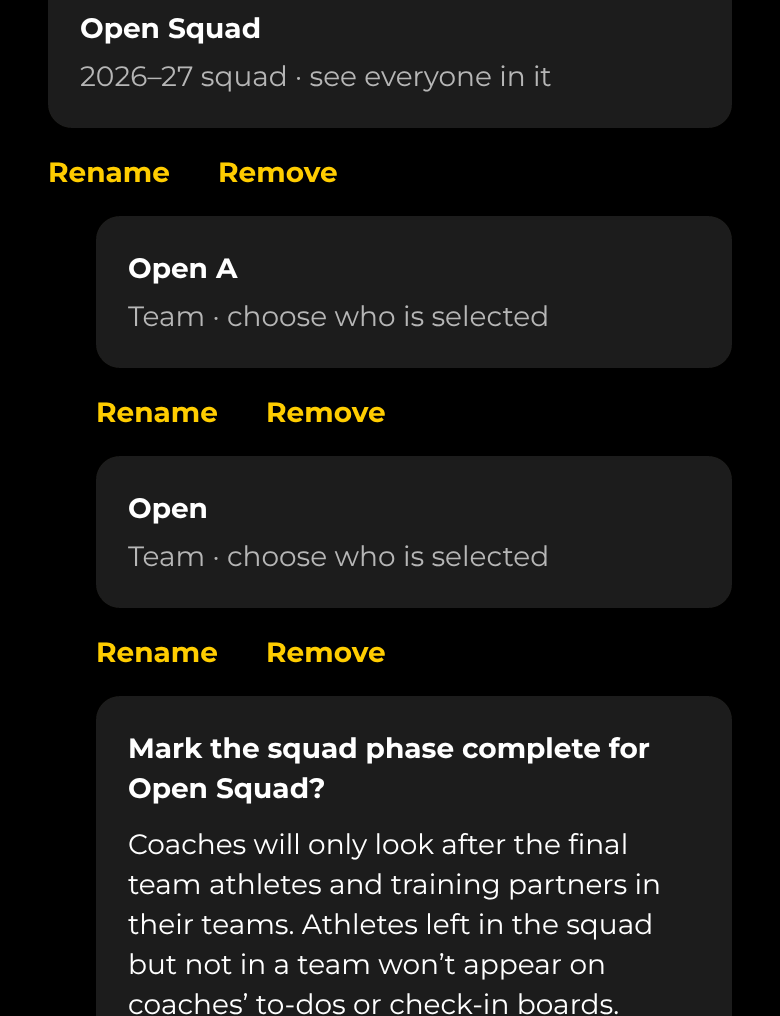 Open Squad
2026–27 squad · see everyone in it
Rename Remove
Open A
Team · choose who is selected
Rename Remove
Open
Team · choose who is selected
Rename Remove
Mark the squad phase complete for
Open Squad?
Coaches will only look after the final
team athletes and training partners in
their teams. Athletes left in the squad
but not in a team won’t appear on
coaches’ to-dos or check-in boards.